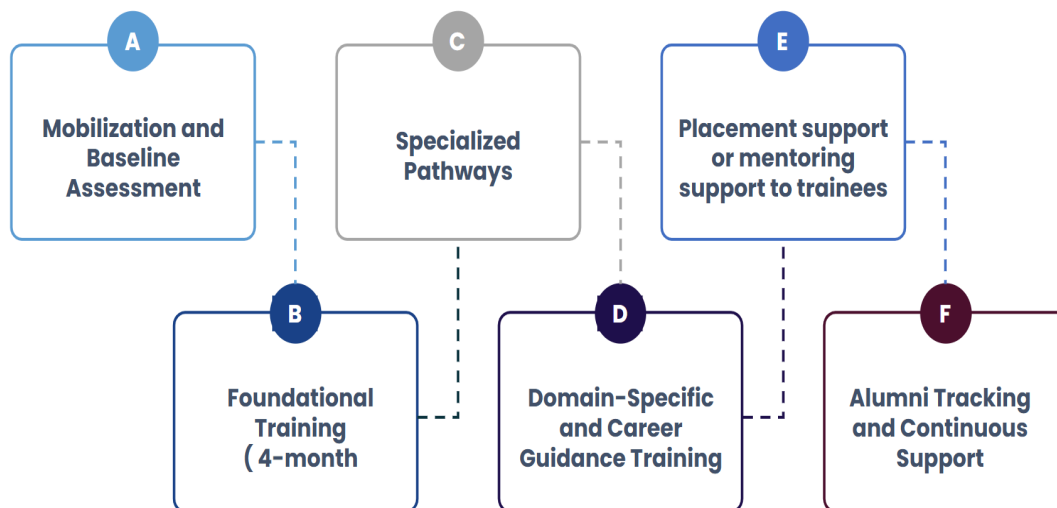 A
Mobilization and
Baseline
Assessment
B
Foundational
Training
( 4-month
C
Specialized
Pathways
D
Domain-Specific
and Career
Guidance Training
E
Placement support
or mentoring
support to trainees
F
Alumni Tracking
and Continuous
Support